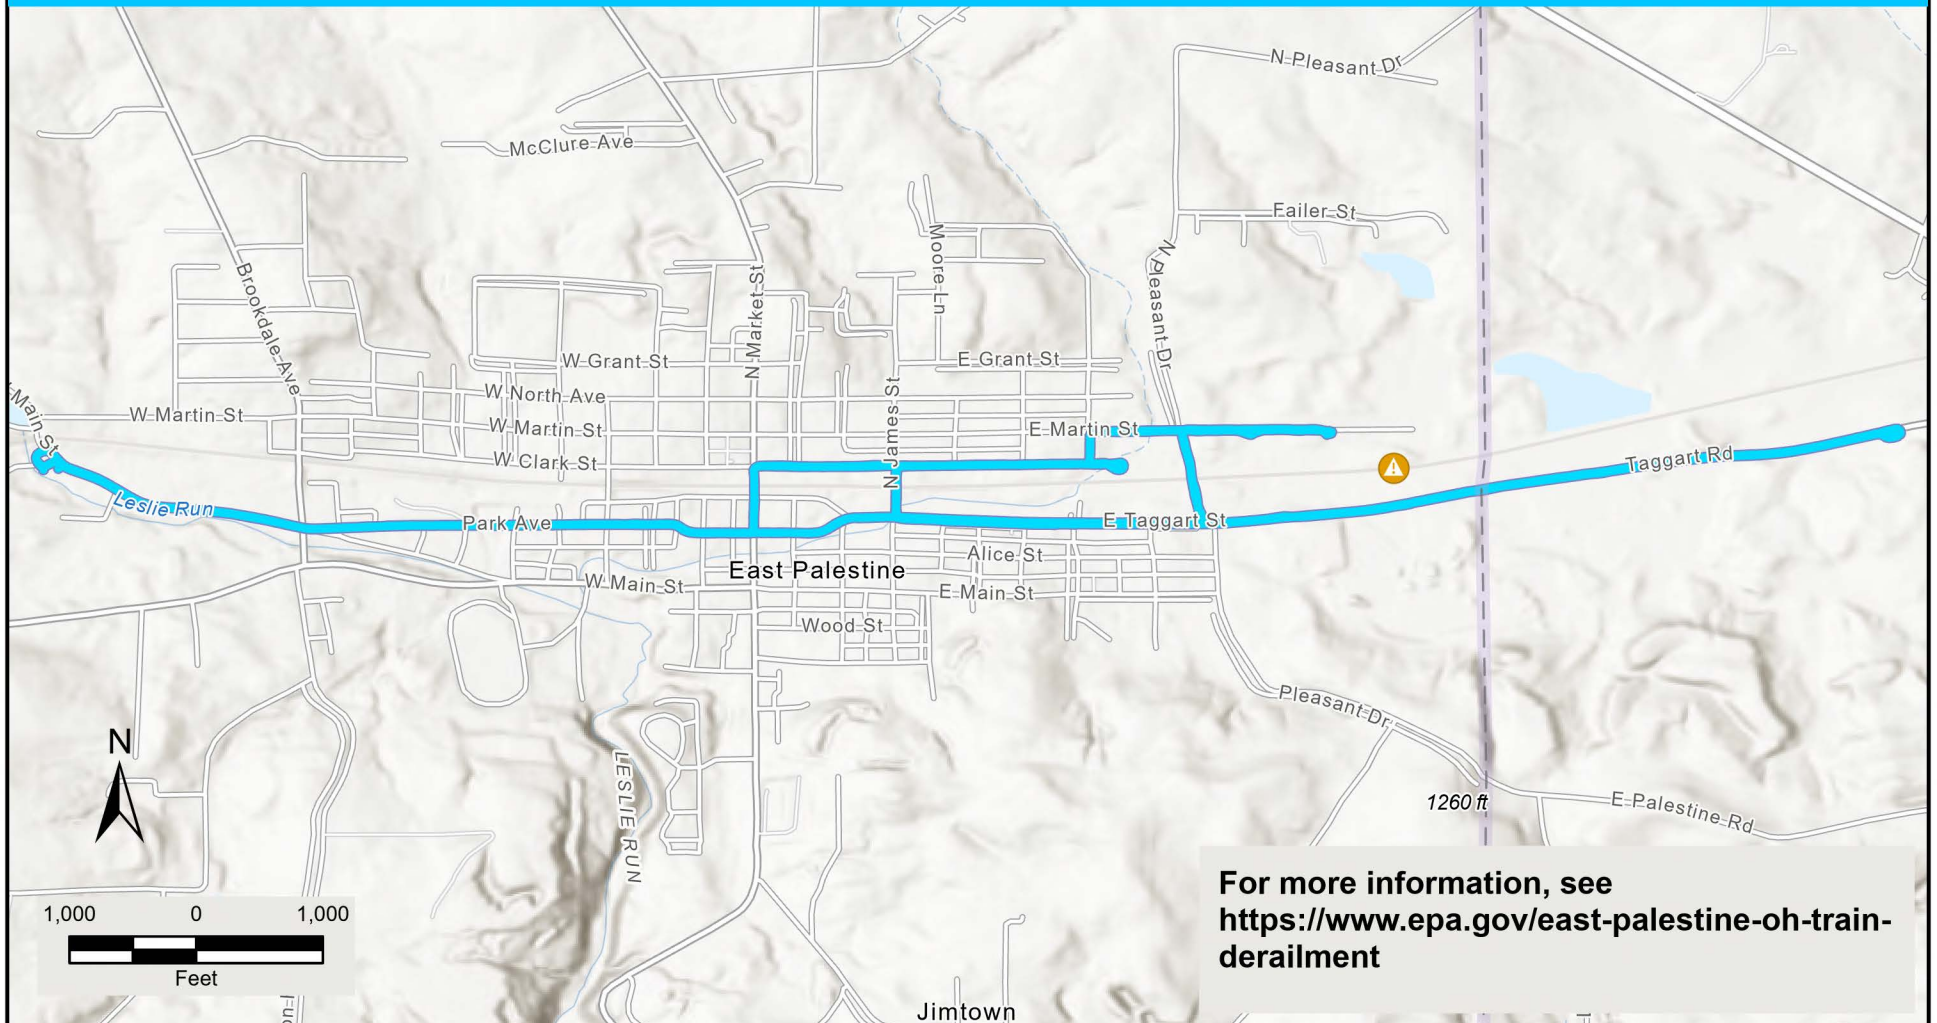 N Pleasant Dr
McClure Ave
Failer St
Moore Ln
N Pleasant Dr
Brookdale Ave
N Market St
W Grant St
E Grant St
W North Ave
N James St
Main St
W Martin St
W Martin St
E Martin St
W Clark St
Taggart Rd
Leslie Run
Park Ave
E Taggart St
Alice St
East Palestine
W Main St
E Main St
Wood St
Pleasant Dr
N
LESLIE RUN
1260 ft
E Palestine Rd
For more information, see
https://www.epa.gov/east-palestine-oh-train-
derailment
1,000 0 1,000
Feet
Jimtown